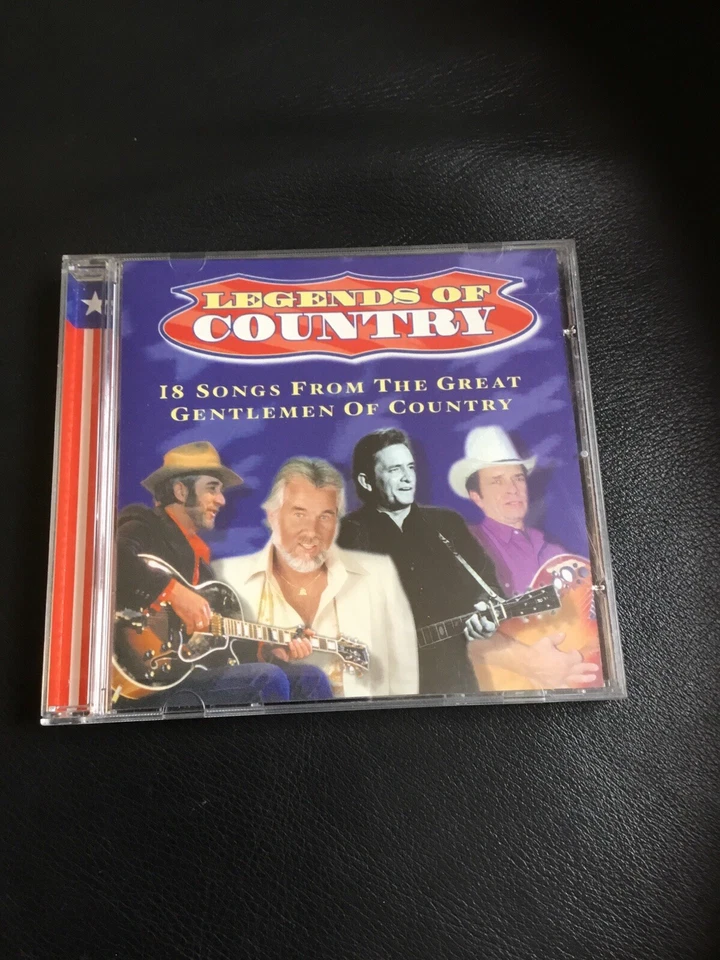 LEGENDS OF
COUNTRY
18 SONGS FROM THE GREAT
GENTLEMEN OF COUNTRY